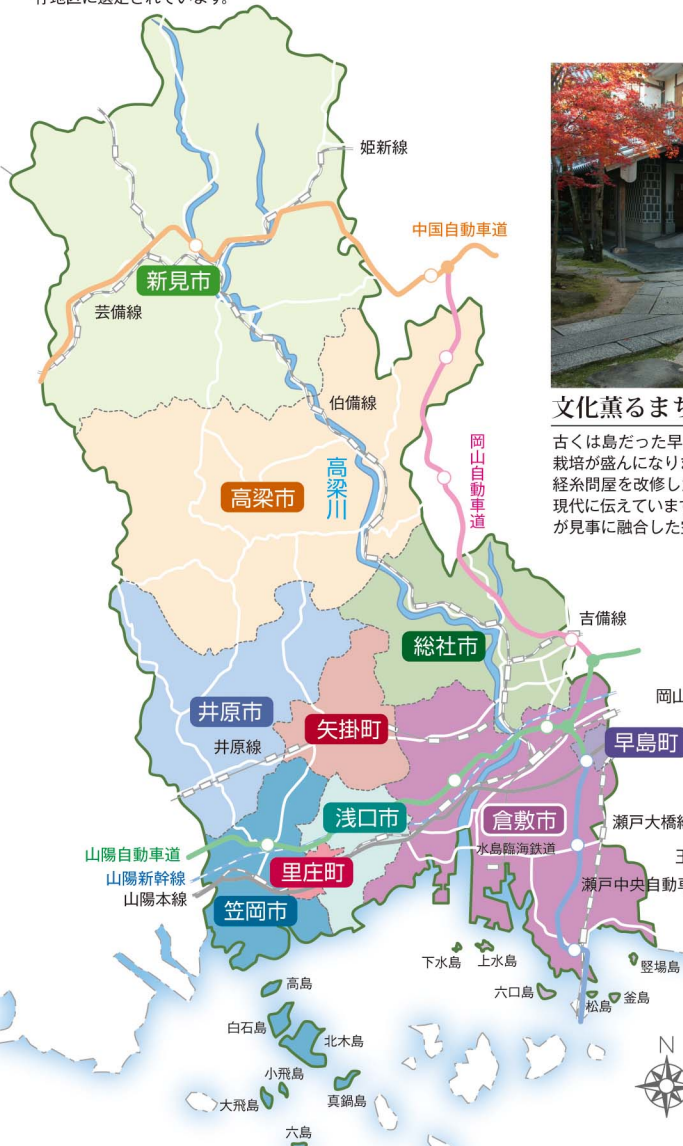 姫新線
中国自動車道
新見市
芸備線
伯備線
岡山自動車道
高梁川
高梁市
文化薫るまち
古くは島だった早
栽培が盛んになりま
経糸問屋を改修し
現代に伝えています
が見事に融合した
吉備線
総社市
岡山
井原市
矢掛町
井原線
早島町
浅口市
倉敷市
瀬戸大橋線
山陽自動車道
水島臨海鉄道
山陽新幹線
里庄町
瀬戸中央自動車
山陽本線
笠岡市
下水島
上水島
竪場島
高島
六口島
松島
釜島
白石島
北木島
N
小飛島
大飛島
真鍋島
六島